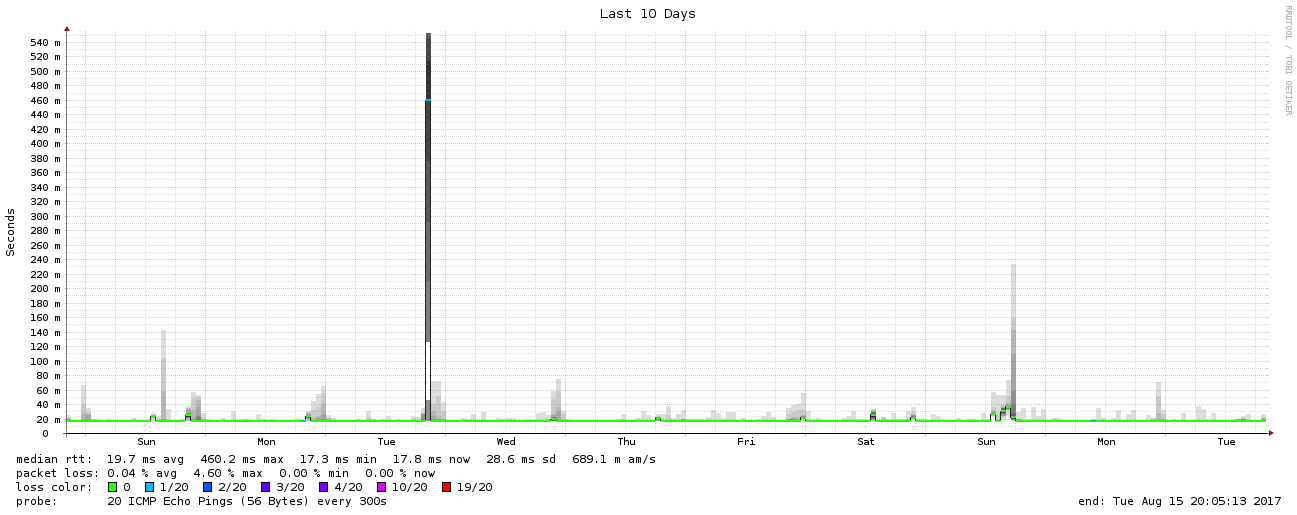 Last 10 Days
RRDTOOL / TOBI OETIKER
Seconds
540 m
520 m
500 m
480 m
460 m
440 m
420 m
400 m
380 m
360 m
340 m
320 m
300 m
280 m
260 m
240 m
220 m
200 m
180 m
160 m
140 m
120 m
100 m
80 m
60 m
40 m
20 m
0
Sun Mon Tue Wed Thu Fri Sat Sun Mon Tue
median rtt: 19.7 ms avg 460.2 ms max 17.3 ms min 17.8 ms now 28.6 ms sd 689.1 m am/s
packet loss: 0.04 % avg 4.60 % max 0.00 % min 0.00 % now
loss color: 0 1/20 2/20 3/20 4/20 10/20 19/20
probe: 20 ICMP Echo Pings (56 Bytes) every 300s end: Tue Aug 15 20:05:13 2017